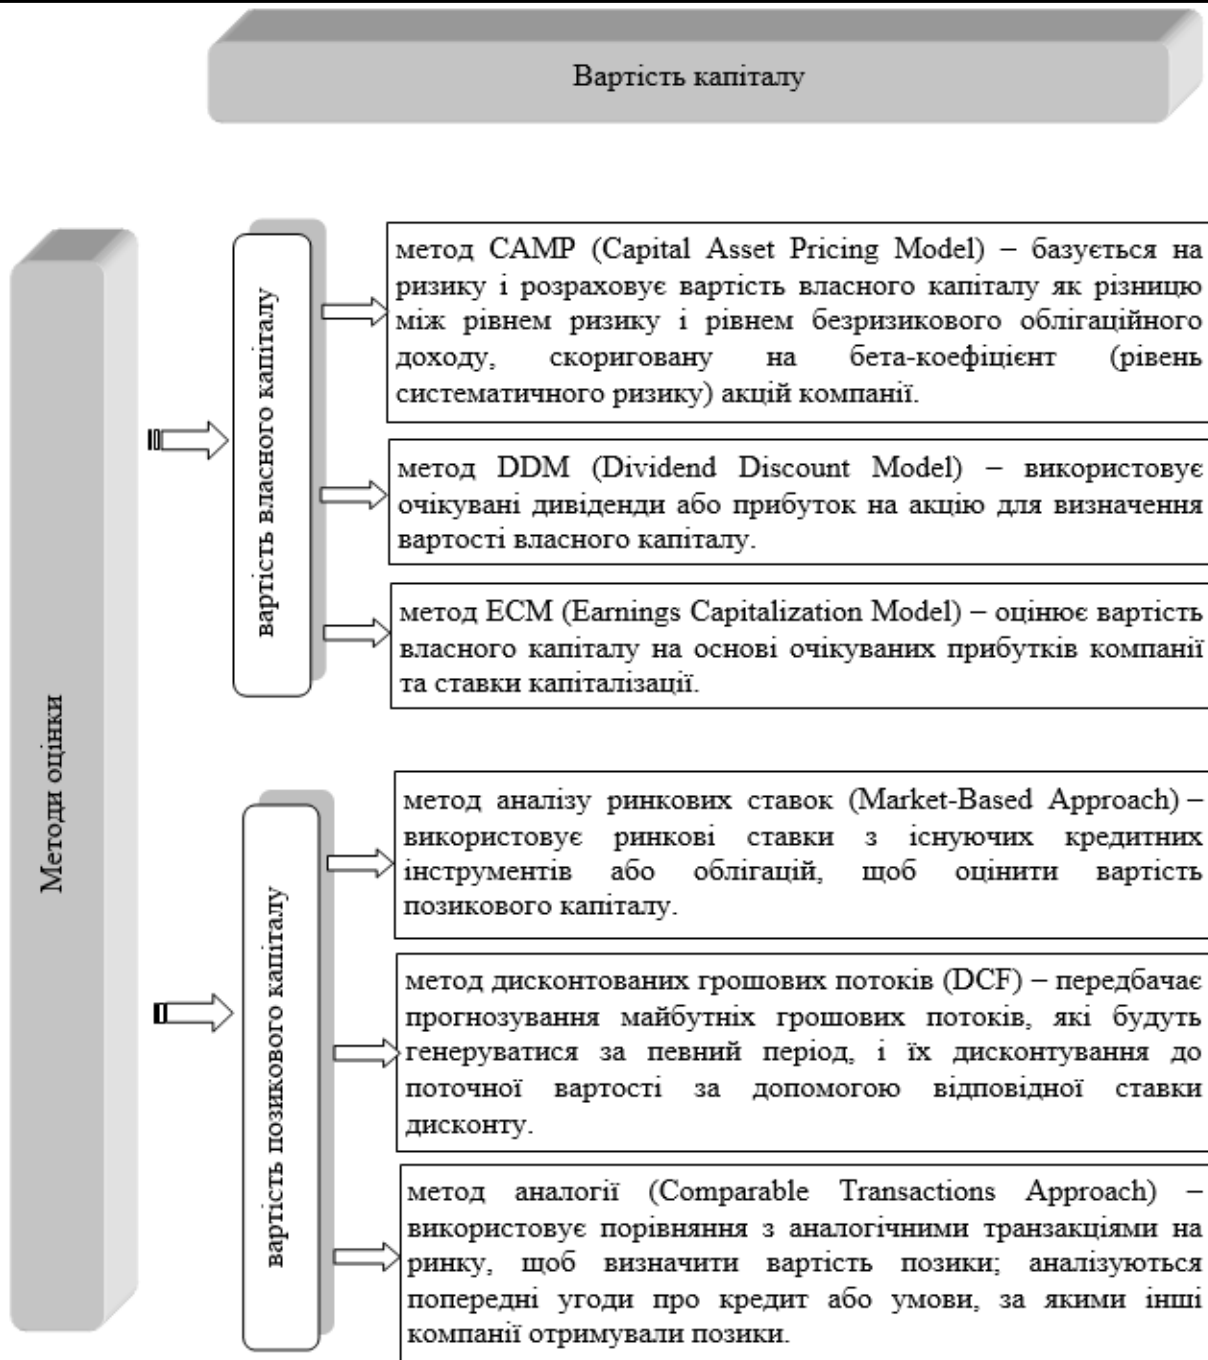 Вартість капіталу
Методи оцінки
вартість власного капіталу
метод CAMP (Capital Asset Pricing Model) – базується на
ризику і розраховує вартість власного капіталу як різницю
між рівнем ризику і рівнем безризикового облігаційного
доходу, скориговану на бета-коефіцієнт (рівень
систематичного ризику) акцій компанії.
метод DDM (Dividend Discount Model) – використовує
очікувані дивіденди або прибуток на акцію для визначення
вартості власного капіталу.
метод ECM (Earnings Capitalization Model) – оцінює вартість
власного капіталу на основі очікуваних прибутків компанії
та ставки капіталізації.
вартість позикового капіталу
метод аналізу ринкових ставок (Market-Based Approach) –
використовує ринкові ставки з існуючих кредитних
інструментів або облігацій, щоб оцінити вартість
позикового капіталу.
метод дисконтованих грошових потоків (DCF) – передбачає
прогнозування майбутніх грошових потоків, які будуть
генеруватися за певний період, і їх дисконтування до
поточної вартості за допомогою відповідної ставки
дисконту.
метод аналогії (Comparable Transactions Approach) –
використовує порівняння з аналогічними транзакціями на
ринку, щоб визначити вартість позики; аналізуються
попередні угоди про кредит або умови, за якими інші
компанії отримували позики.